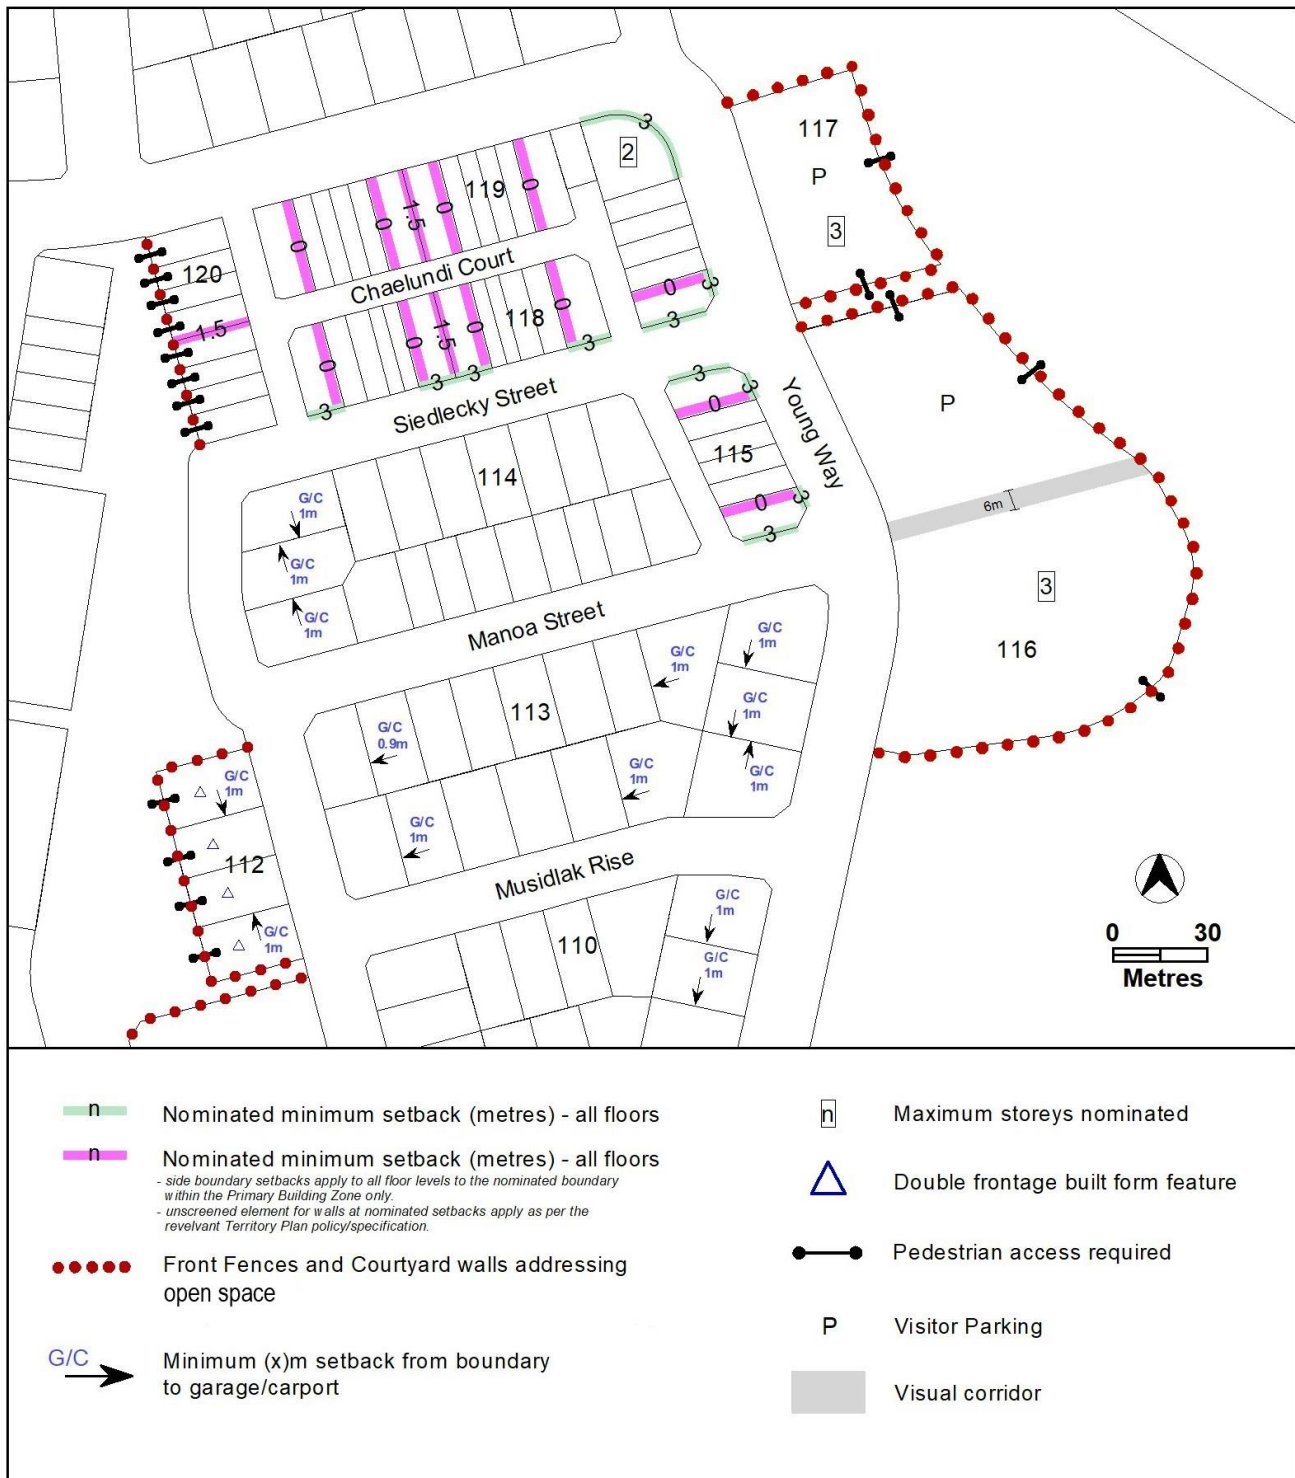 117
3
2
P
119
3
120
0
0
1.5
0
0
Chaelundi Court
0
3
3
118
0
1.5
0
1.5
0
0
3
3
3
3
Siedlecky Street
3
3
0
Young Way
P
115
114
0
3
3
6m
G/C
1m
G/C
1m
G/C
1m
3
116
Manoa Street
G/C
1m
G/C
1m
G/C
1m
113
G/C
0.9m
G/C
1m
G/C
1m
G/C
1m
G/C
1m
112
Musidlak Rise
G/C
1m
G/C
1m
G/C
1m
110
0 30
Metres
n Nominated minimum setback (metres) - all floors
n Nominated minimum setback (metres) - all floors
- side boundary setbacks apply to all floor levels to the nominated boundary
within the Primary Building Zone only.
- unscreened element for walls at nominated setbacks apply as per the
revelvant Territory Plan policy/specification.
Front Fences and Courtyard walls addressing
open space
G/C Minimum (x)m setback from boundary
to garage/carport
n Maximum storeys nominated
Double frontage built form feature
Pedestrian access required
P Visitor Parking
Visual corridor